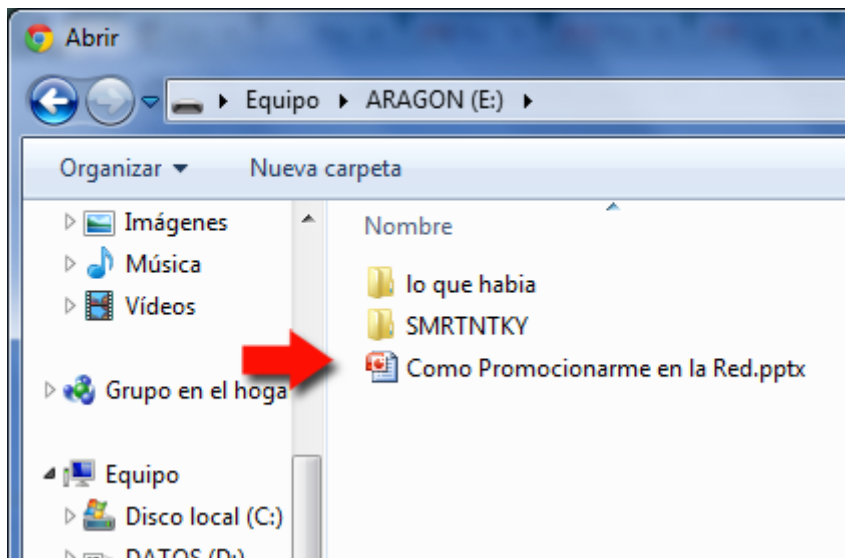 Abrir
Equipo ARAGON (E:)
Organizar Nueva carpeta
Imágenes
Música
Vídeos
Grupo en el hoga
Equipo
Disco local (C:)
DATOS (D:)
Nombre
lo que habia
SMRTNTKY
Como Promocionarme en la Red.pptx